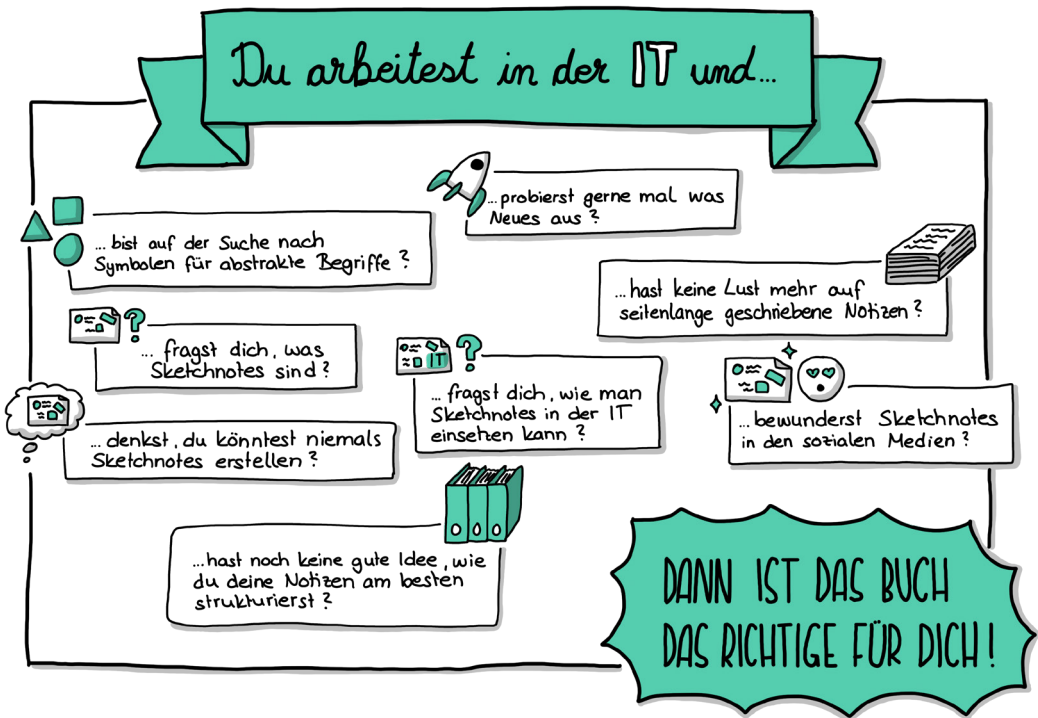 Du arbeitest in der IT und...
...probierst gerne mal was
Neues aus?
... bist auf der Suche nach
Symbolen für abstrakte Begriffe?
...hast keine Lust mehr auf
seitenlange geschriebene Notizen?
... fragst dich, was
Sketchnotes sind?
IT
... fragst dich, wie man
Sketchnotes in der IT
einsetzen kann?
...bewunderst Sketchnotes
in den sozialen Medien?
... denkst, du könntest niemals
Sketchnotes erstellen?
...hast noch keine gute Idee, wie
du deine Notizen am besten
strukturierst?
DANN IST DAS BUCH
DAS RICHTIGE FÜR DICH!